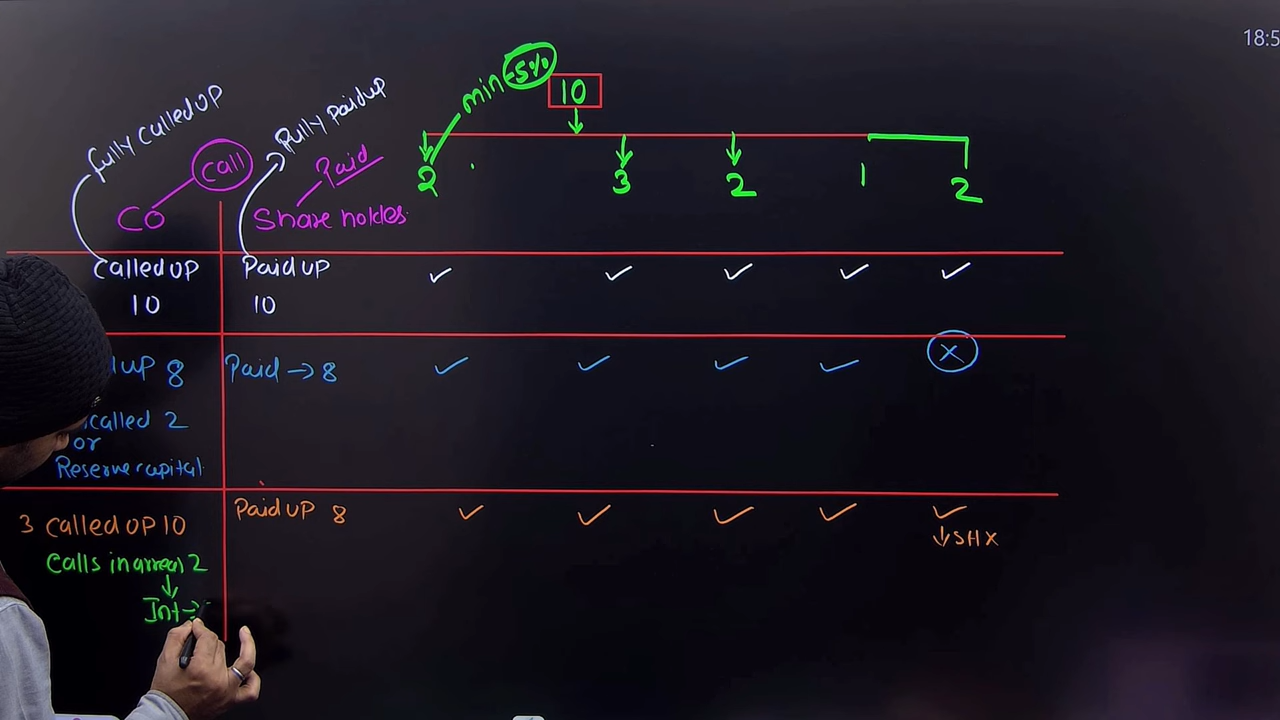 18:5
min -5%
10
fully called up
Fully paid up
call
Paid
2
3
2
1
2
CO
Share holdes
Called up
Paid up
10
10
up 8
Paid → 8
called 2
or
Reserve capital
3 Called up 10
Paid up 8
↓ SHX
Calls in arrear 2
Int →